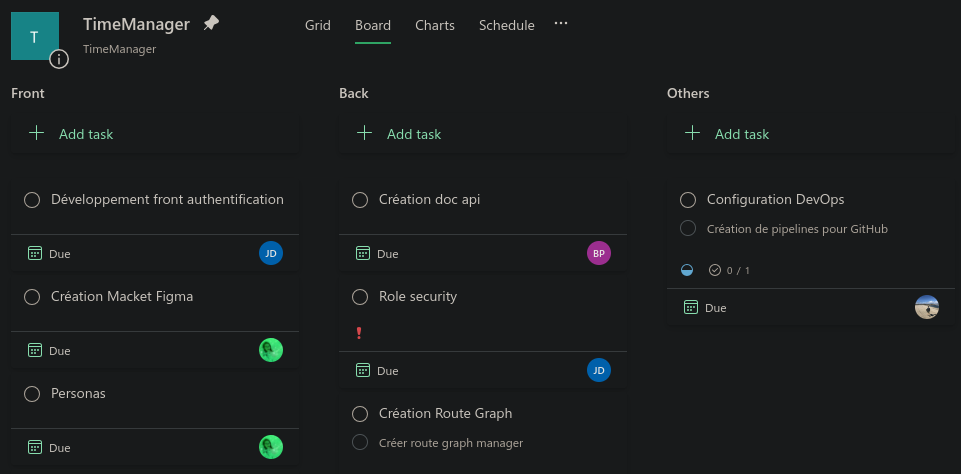 T
TimeManager
TimeManager
Grid
Board
Charts
Schedule
Front
Add task
Développement front authentification
Due
JD
Création Macket Figma
Due
Personas
Due
Back
Add task
Création doc api
Due
BP
Role security
Due
JD
Création Route Graph
Créer route graph manager
Others
Add task
Configuration DevOps
Création de pipelines pour GitHub
0 / 1
Due